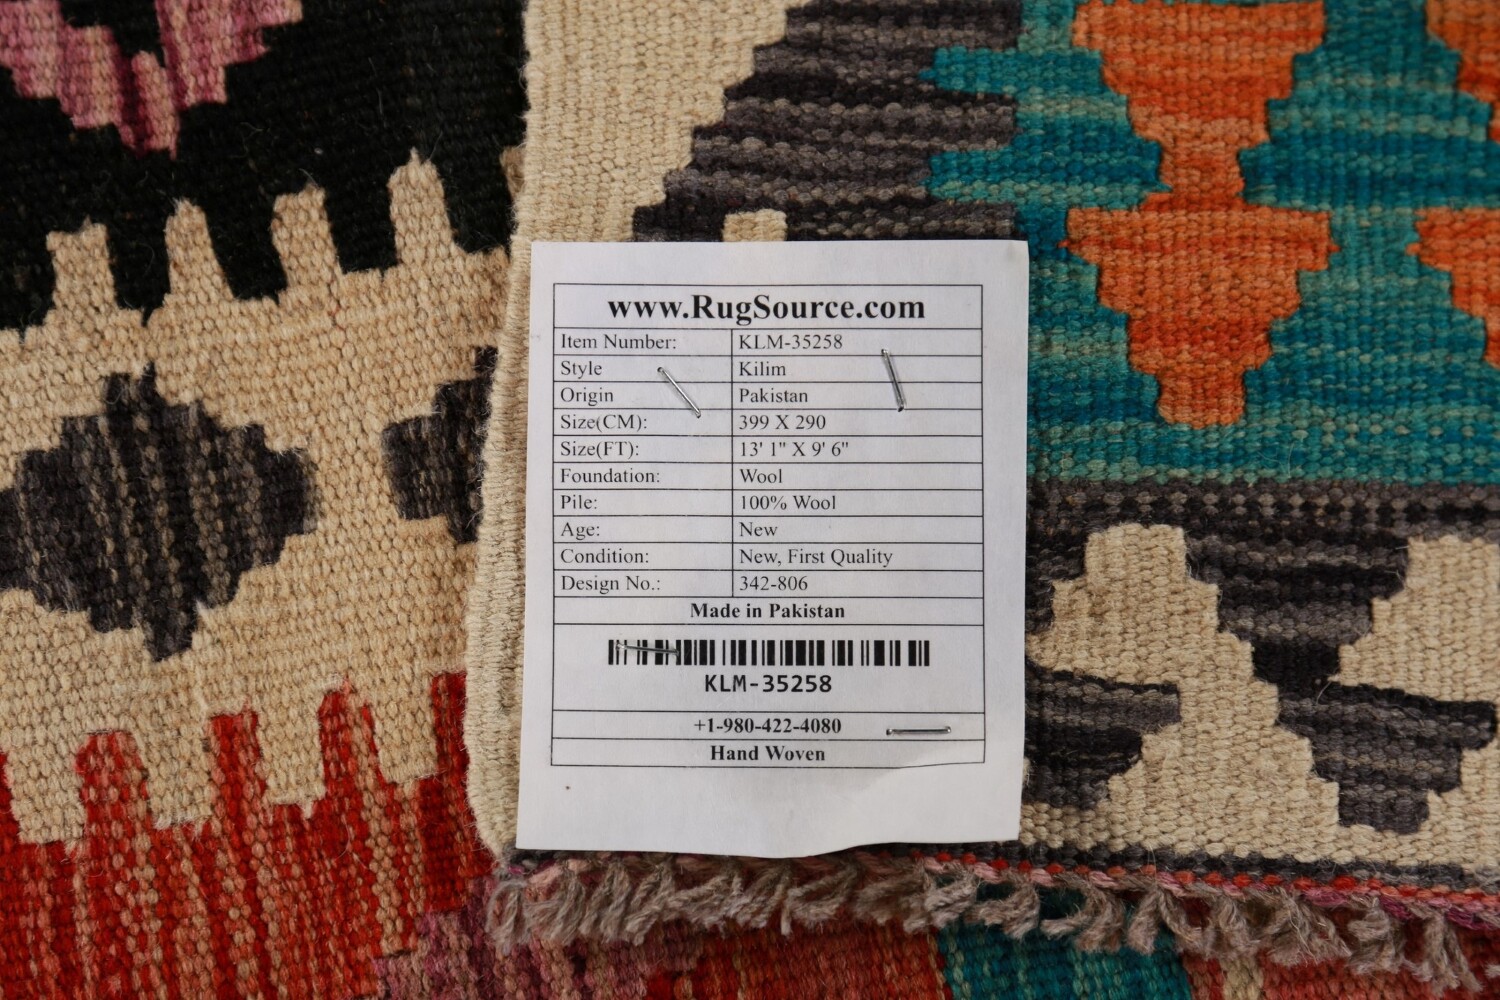 www.RugSource.com
Item Number: KLM-35258
Style Kilim
Origin Pakistan
Size(CM): 399 X 290
Size(FT): 13' 1" X 9' 6"
Foundation: Wool
Pile: 100% Wool
Age: New
Condition: New, First Quality
Design No.: 342-806
Made in Pakistan
KLM-35258
+1-980-422-4080
Hand Woven